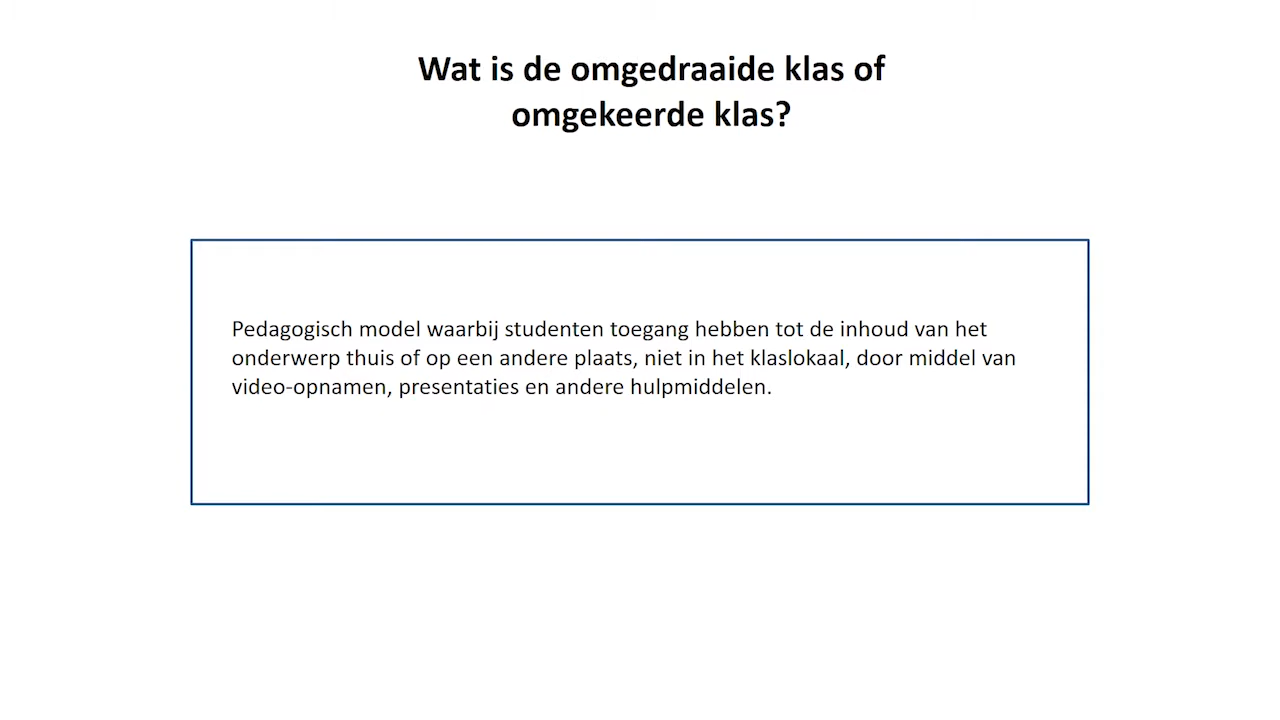 Wat is de omgedraaide klas of
omgekeerde klas?
Pedagogisch model waarbij studenten toegang hebben tot de inhoud van het
onderwerp thuis of op een andere plaats, niet in het klaslokaal, door middel van
video-opnamen, presentaties en andere hulpmiddelen.